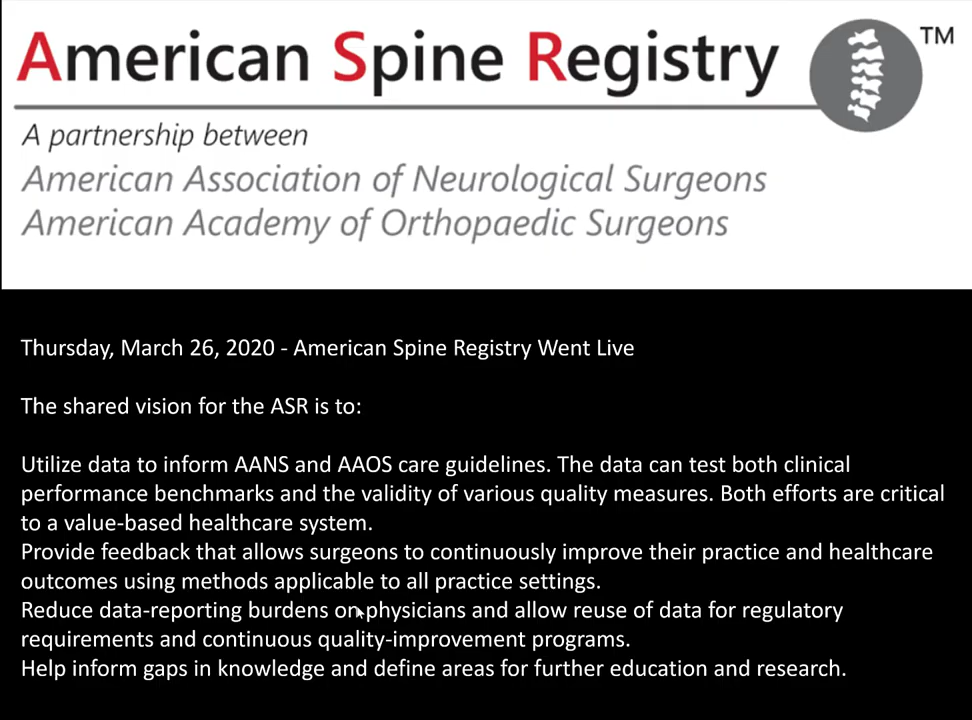 American Spine Registry TM
A partnership between
American Association of Neurological Surgeons
American Academy of Orthopaedic Surgeons
Thursday, March 26, 2020 - American Spine Registry Went Live
The shared vision for the ASR is to:
Utilize data to inform AANS and AAOS care guidelines. The data can test both clinical
performance benchmarks and the validity of various quality measures. Both efforts are critical
to a value-based healthcare system.
Provide feedback that allows surgeons to continuously improve their practice and healthcare
outcomes using methods applicable to all practice settings.
Reduce data-reporting burdens on physicians and allow reuse of data for regulatory
requirements and continuous quality-improvement programs.
Help inform gaps in knowledge and define areas for further education and research.